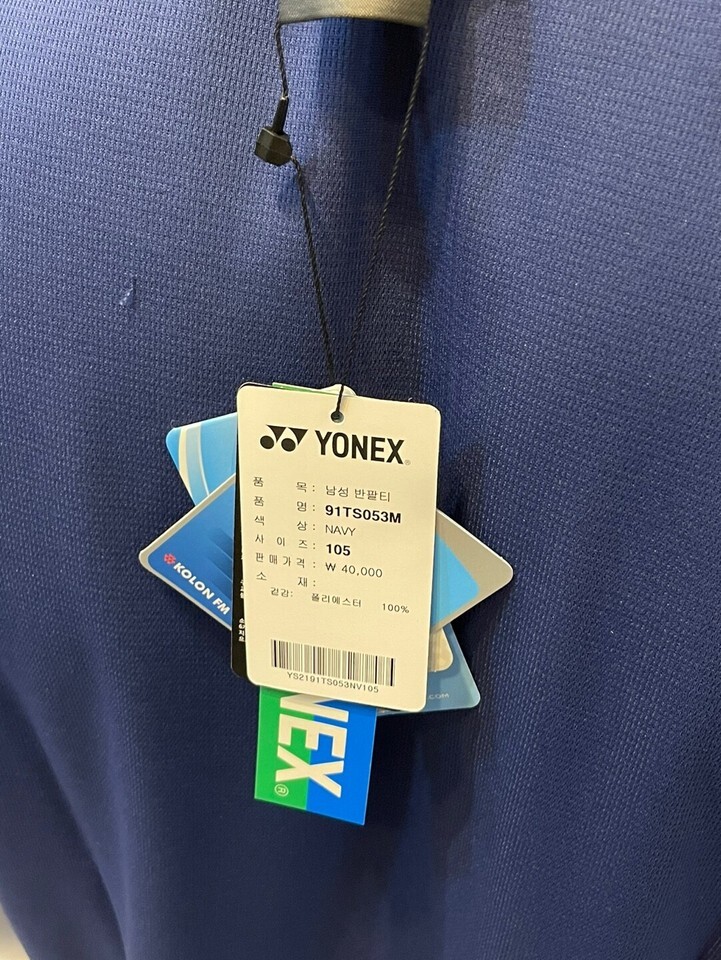 YONEX
품 목 : 남성 반팔티
품 명 : 91TS053M
색 상 : NAVY
사 이 즈 : 105
판 매 가 격 : ₩ 40,000
소 재 :
겉감: 폴리에스터 100%
YS2191TS053NV105
KOLON FM
.COM
NEX®